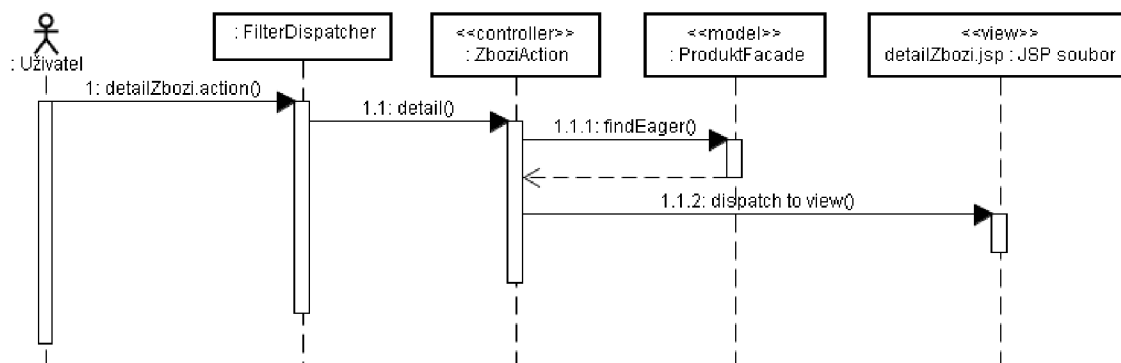 : Uživatel
: FilterDispatcher
<<controller>>
: ZboziAction
<<model>>
: ProduktFacade
<<view>>
detailZbozi.jsp : JSP soubor
1: detailZbozi.action()
1.1: detail()
1.1.1: findEager()
1.1.2: dispatch to view()